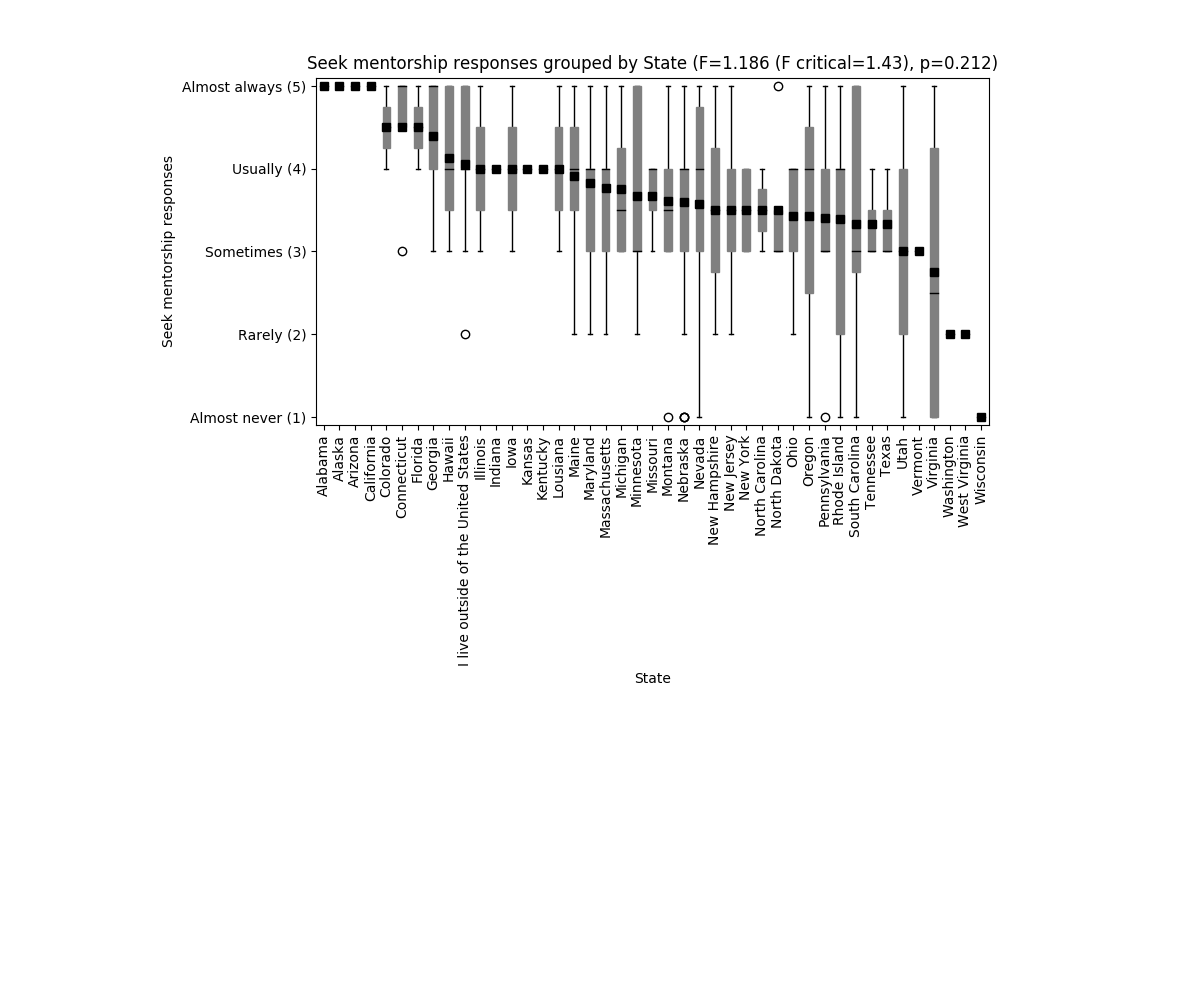 Seek mentorship responses grouped by State (F=1.186 (F critical=1.43), p=0.212)
Seek mentorship responses
Almost always (5)
Usually (4)
Sometimes (3)
Rarely (2)
Almost never (1)
Alabama
Alaska
Arizona
California
Colorado
Connecticut
Florida
Georgia
Hawaii
I live outside of the United States
Illinois
Indiana
Iowa
Kansas
Kentucky
Lousiana
Maine
Maryland
Massachusetts
Michigan
Minnesota
Missouri
Montana
Nebraska
Nevada
New Hampshire
New Jersey
New York
North Carolina
North Dakota
Ohio
Oregon
Pennsylvania
Rhode Island
South Carolina
Tennessee
Texas
Utah
Vermont
Virginia
Washington
West Virginia
Wisconsin
State